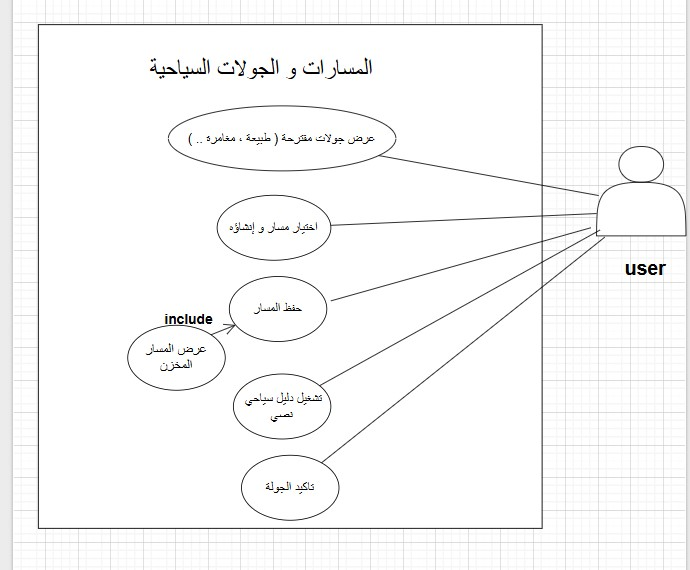 المسارات و الجولات السياحية
عرض جولات مقترحة ( طبيعة ، مغامرة .. )
اختيار مسار و إنشاؤه
user
حفظ المسار
include
عرض المسار
المخزن
تشغيل دليل سياحي
نصي
تاكيد الجولة